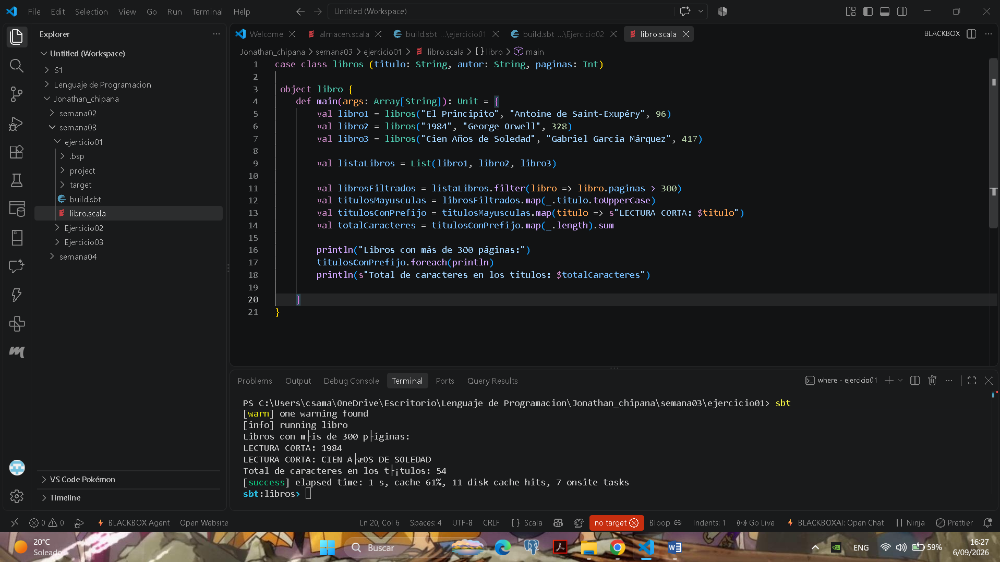 File Edit Selection View Go Run Terminal Help
Untitled (Workspace)
Explorer
Untitled (Workspace)
S1
Lenguaje de Programacion
Jonathan_chipana
semana02
semana03
ejercicio01
.bsp
project
target
build.sbt
libro.scala
Ejercicio02
Ejercicio03
semana04
VS Code Pokémon
Timeline
Welcome
almacen.scala
build.sbt ...\ejercicio01
build.sbt ...\Ejercicio02
libro.scala
BLACKBOX
Jonathan_chipana > semana03 > ejercicio01 > libro.scala > {} libro > main
1 case class libros (titulo: String, autor: String, paginas: Int)
2
3 object libro {
4 def main(args: Array[String]): Unit = {
5 val libro1 = libros("El Principito", "Antoine de Saint-Exupéry", 96)
6 val libro2 = libros("1984", "George Orwell", 328)
7 val libro3 = libros("Cien Años de Soledad", "Gabriel García Márquez", 417)
8
9 val listaLibros = List(libro1, libro2, libro3)
10
11 val librosFiltrados = listaLibros.filter(libro => libro.paginas > 300)
12 val titulosMayusculas = librosFiltrados.map(_.titulo.toUpperCase)
13 val titulosConPrefijo = titulosMayusculas.map(titulo => s"LECTURA CORTA: $titulo")
14 val totalCaracteres = titulosConPrefijo.map(_.length).sum
15
16 println("Libros con más de 300 páginas:")
17 titulosConPrefijo.foreach(println)
18 println(s"Total de caracteres en los títulos: $totalCaracteres")
19
20 }
21 }
Problems Output Debug Console Terminal Ports Query Results
where - ejercicio01
PS C:\Users\csama\OneDrive\Escritorio\Lenguaje de Programacion\Jonathan_chipana\semana03\ejercicio01> sbt
[warn] one warning found
[info] running libro
Libros con m├ís de 300 p├íginas:
LECTURA CORTA: 1984
LECTURA CORTA: CIEN A├æOS DE SOLEDAD
Total de caracteres en los t├¡tulos: 54
[success] elapsed time: 1 s, cache 61%, 11 disk cache hits, 7 onsite tasks
sbt:libros>
0 0 BLACKBOX Agent Open Website Ln 20, Col 6 Spaces: 4 UTF-8 CRLF {} Scala no target Bloop Indents: 1 Go Live BLACKBOXAI: Open Chat Ninja Prettier
20°C
Soleado
Buscar
ENG
59%
16:27
6/09/2026